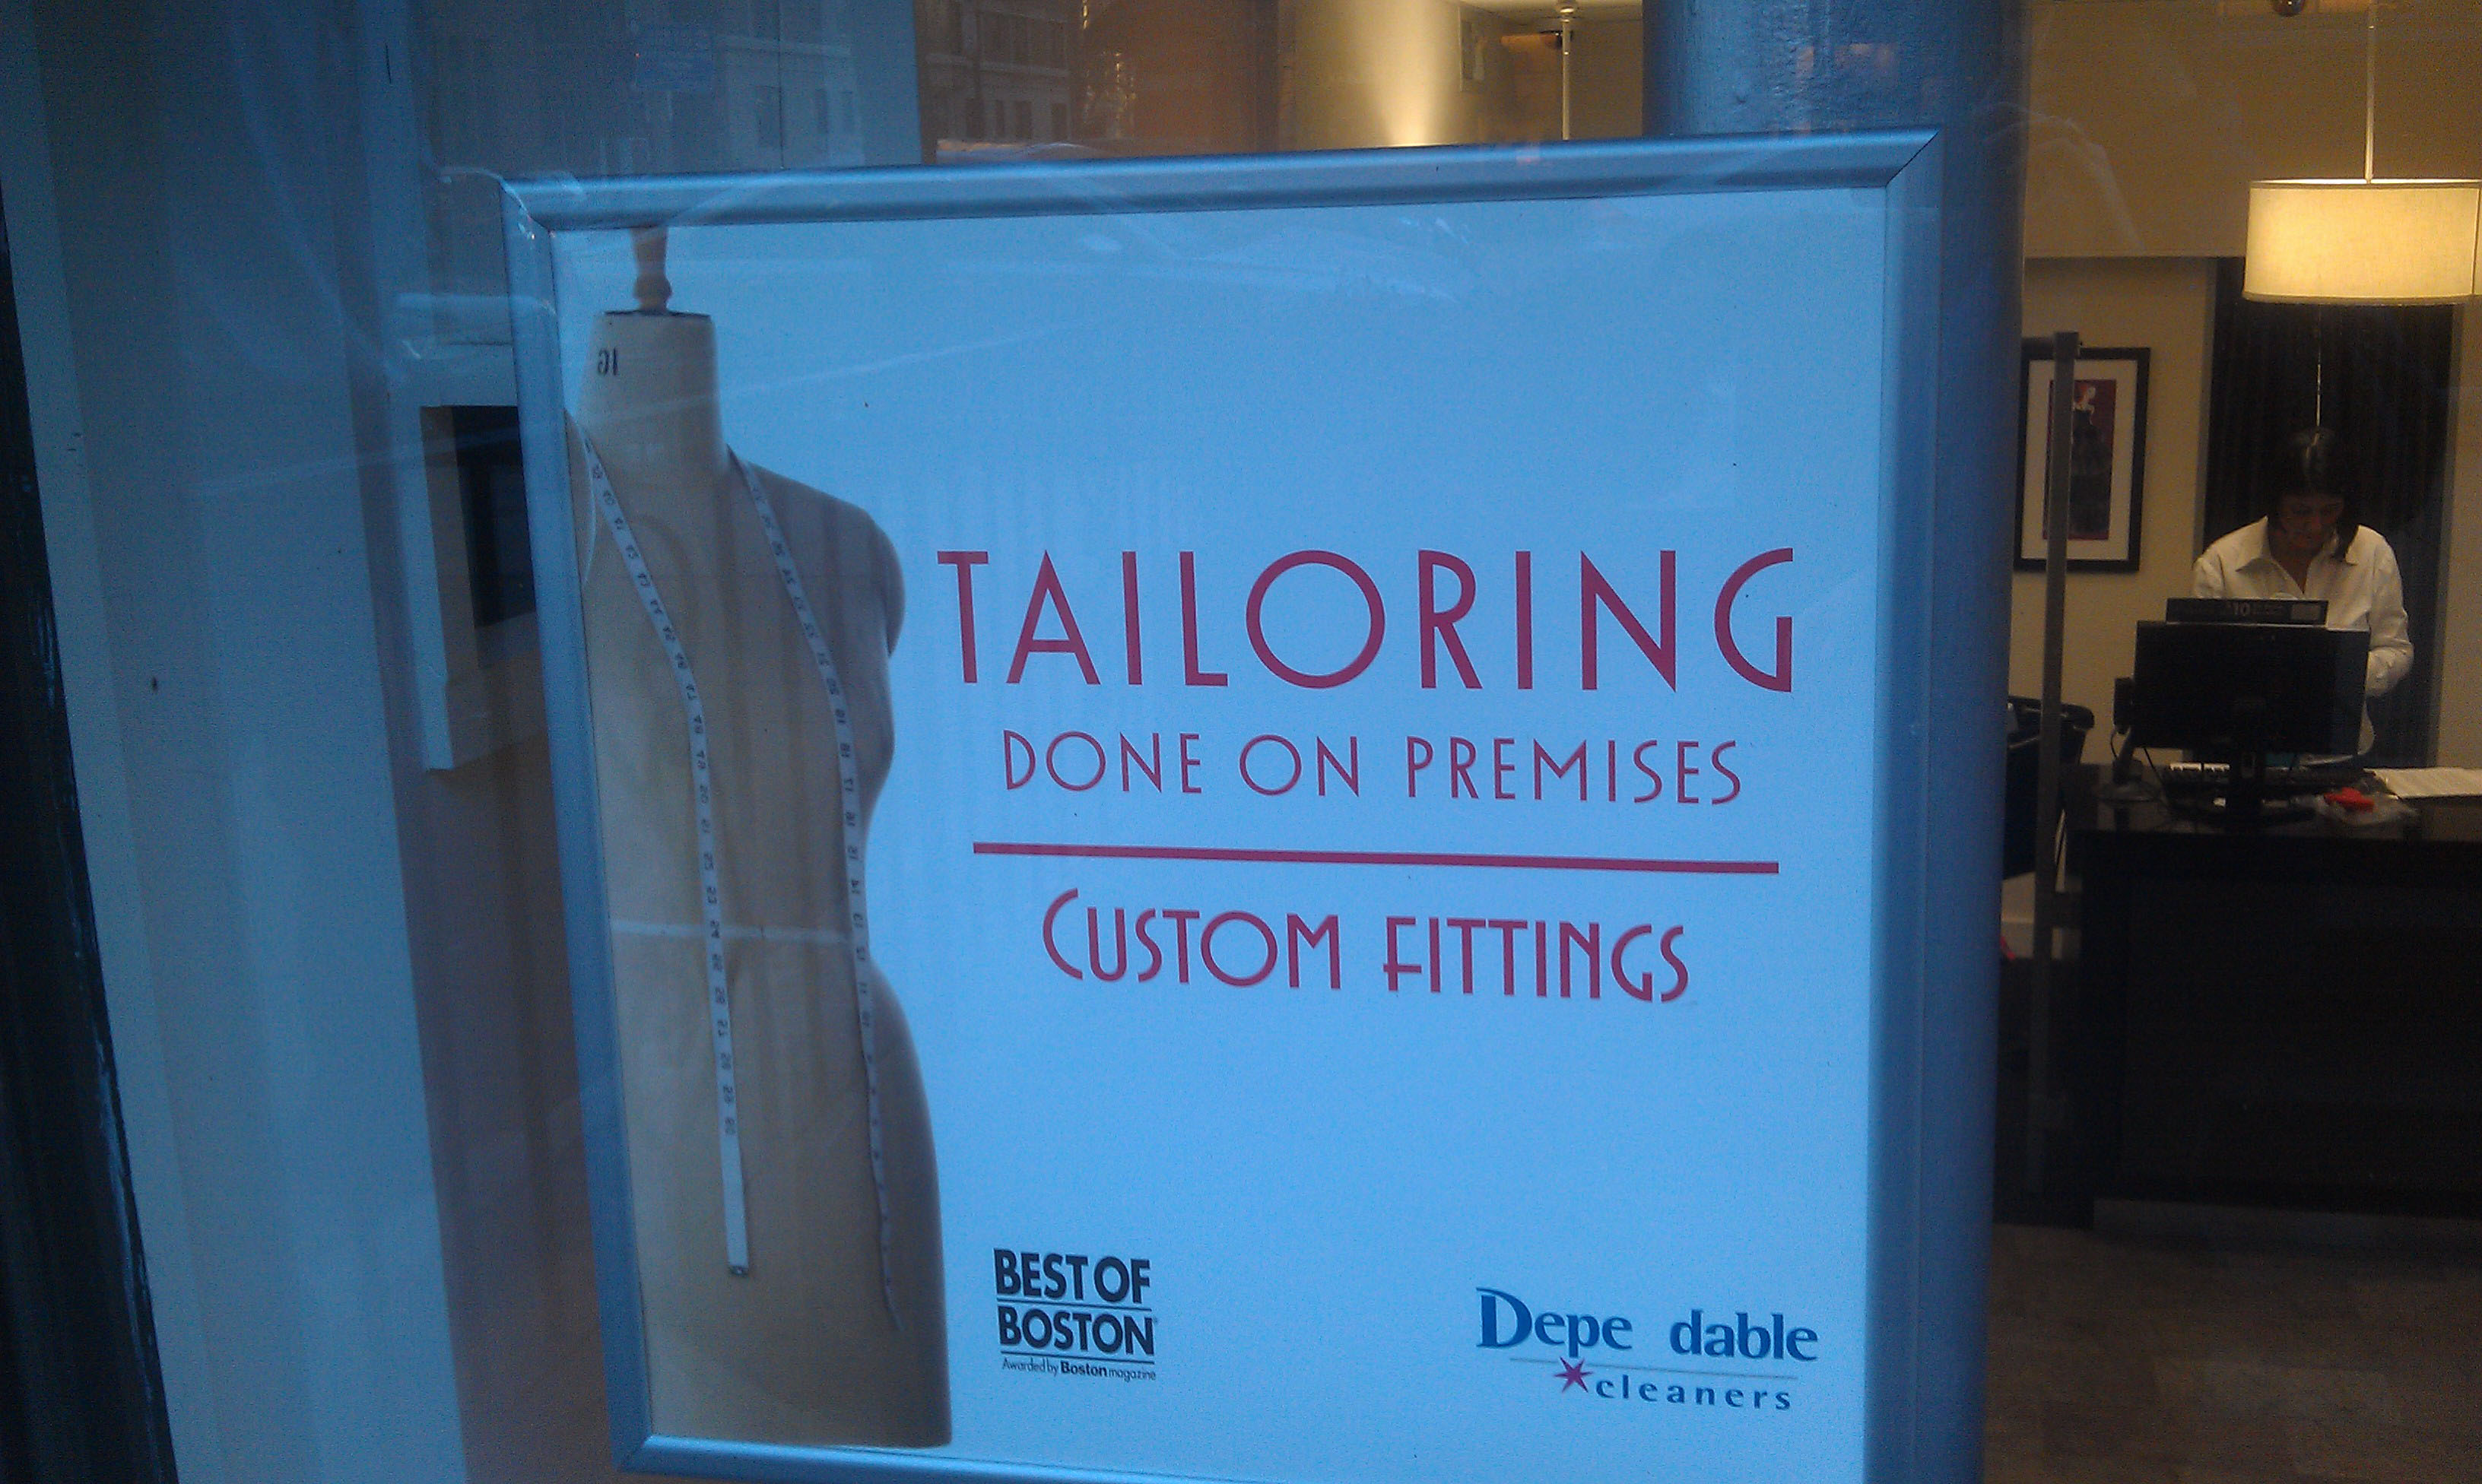 TAILORING
DONE ON PREMISES
CUSTOM FITTINGS
BEST OF
BOSTON
Awarded by Boston magazine
Depe dable
cleaners